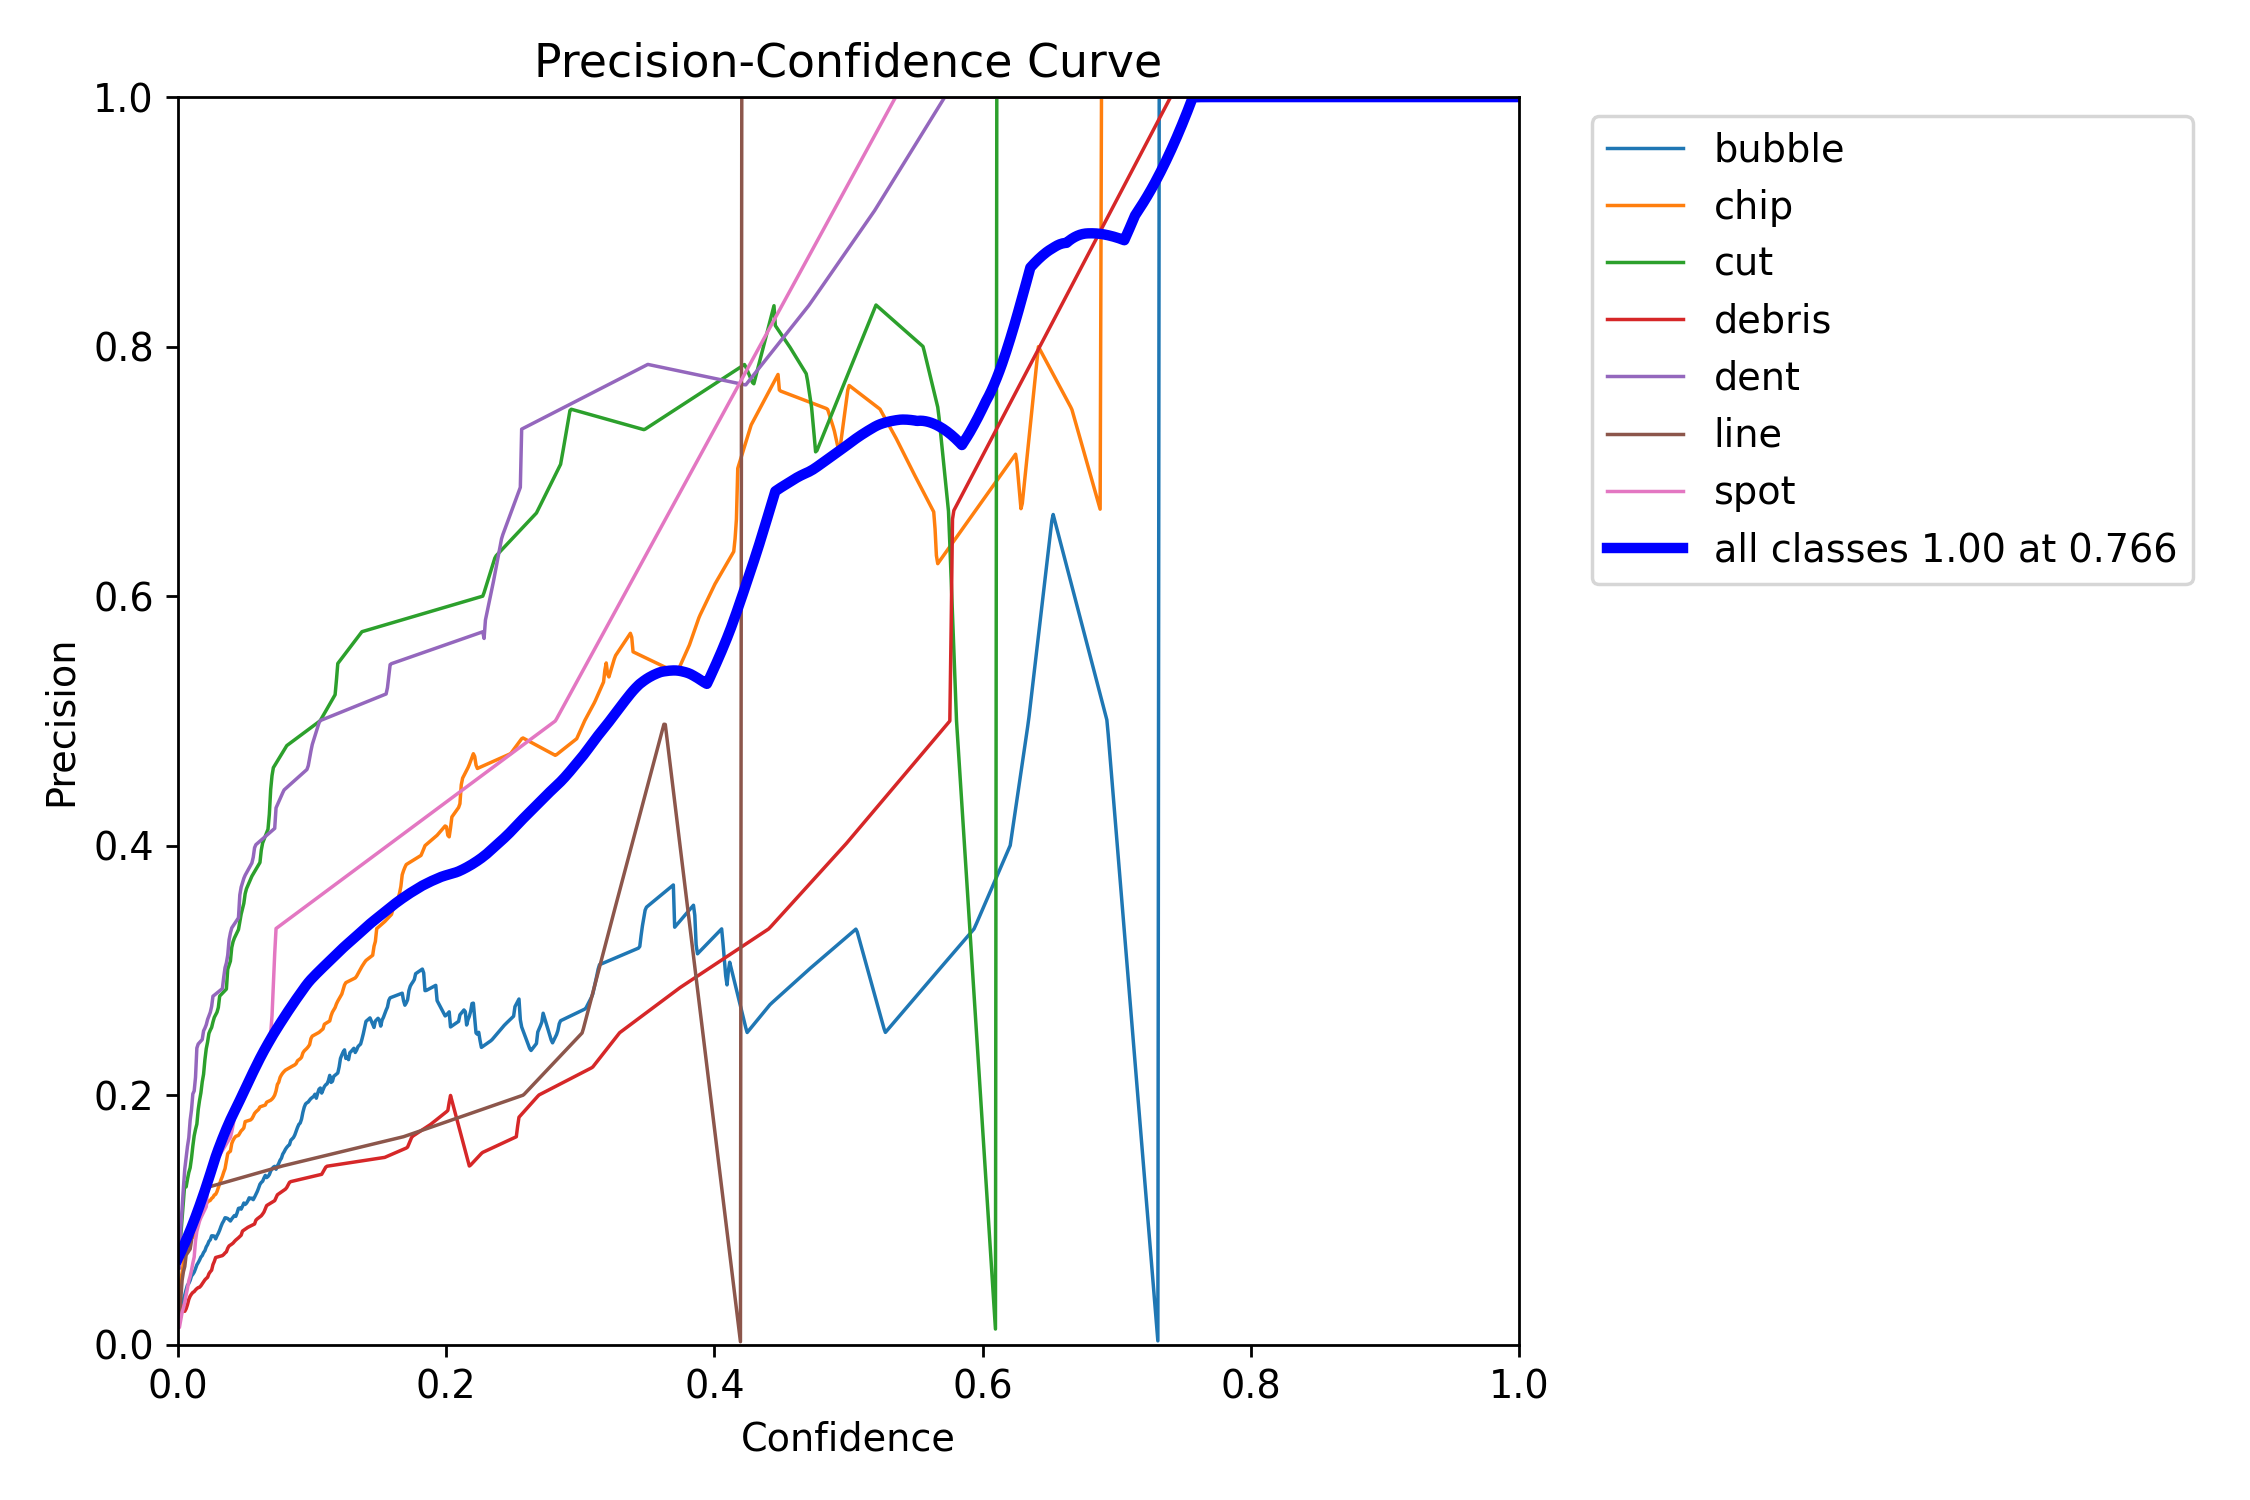 Precision-Confidence Curve
1.0
0.8
0.6
0.4
0.2
0.0
Precision
0.0 0.2 0.4 0.6 0.8 1.0
Confidence
bubble
chip
cut
debris
dent
line
spot
all classes 1.00 at 0.766